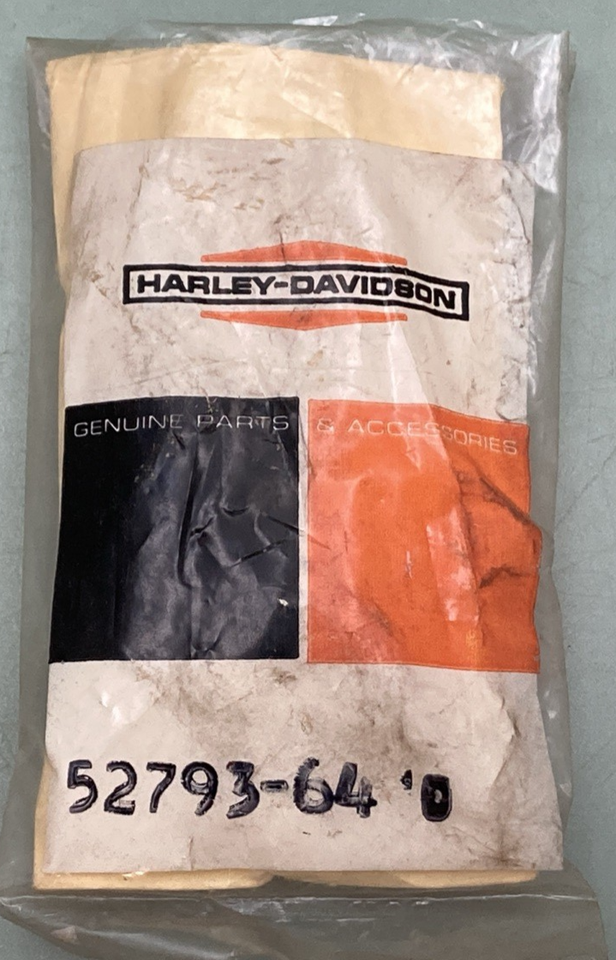 HARLEY-DAVIDSON
GENUINE PARTS & ACCESSORIES
52793-64